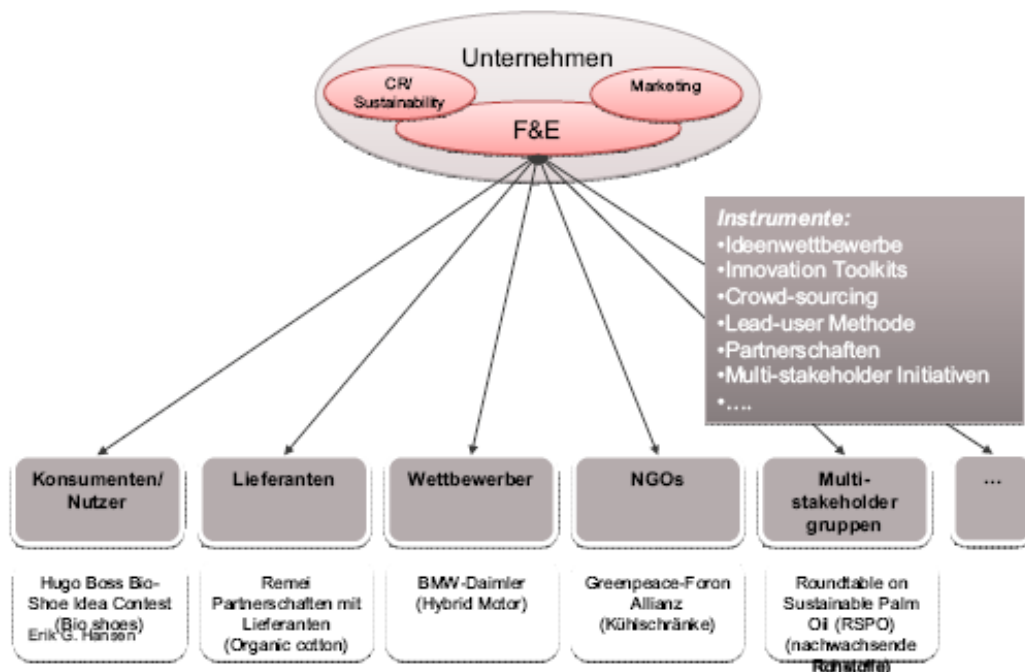 Unternehmen
CR/
Sustainability
Marketing
F&E
Instrumente:
•Ideenwettbewerbe
•Innovation Toolkits
•Crowd-sourcing
•Lead-user Methode
•Partnerschaften
•Multi-stakeholder Initiativen
•….
Konsumenten/
Nutzer
Lieferanten
Wettbewerber
NGOs
Multi-
stakeholder
gruppen
…
Hugo Boss Bio-
Shoe Idea Contest
(Bio shoes)
Erik G. Hansen
Remei
Partnerschaften mit
Lieferanten
(Organic cotton)
BMW-Daimler
(Hybrid Motor)
Greenpeace-Foron
Allianz
(Kühlschränke)
Roundtable on
Sustainable Palm
Oil (RSPO)
(nachwachsende
Rohstoffe)